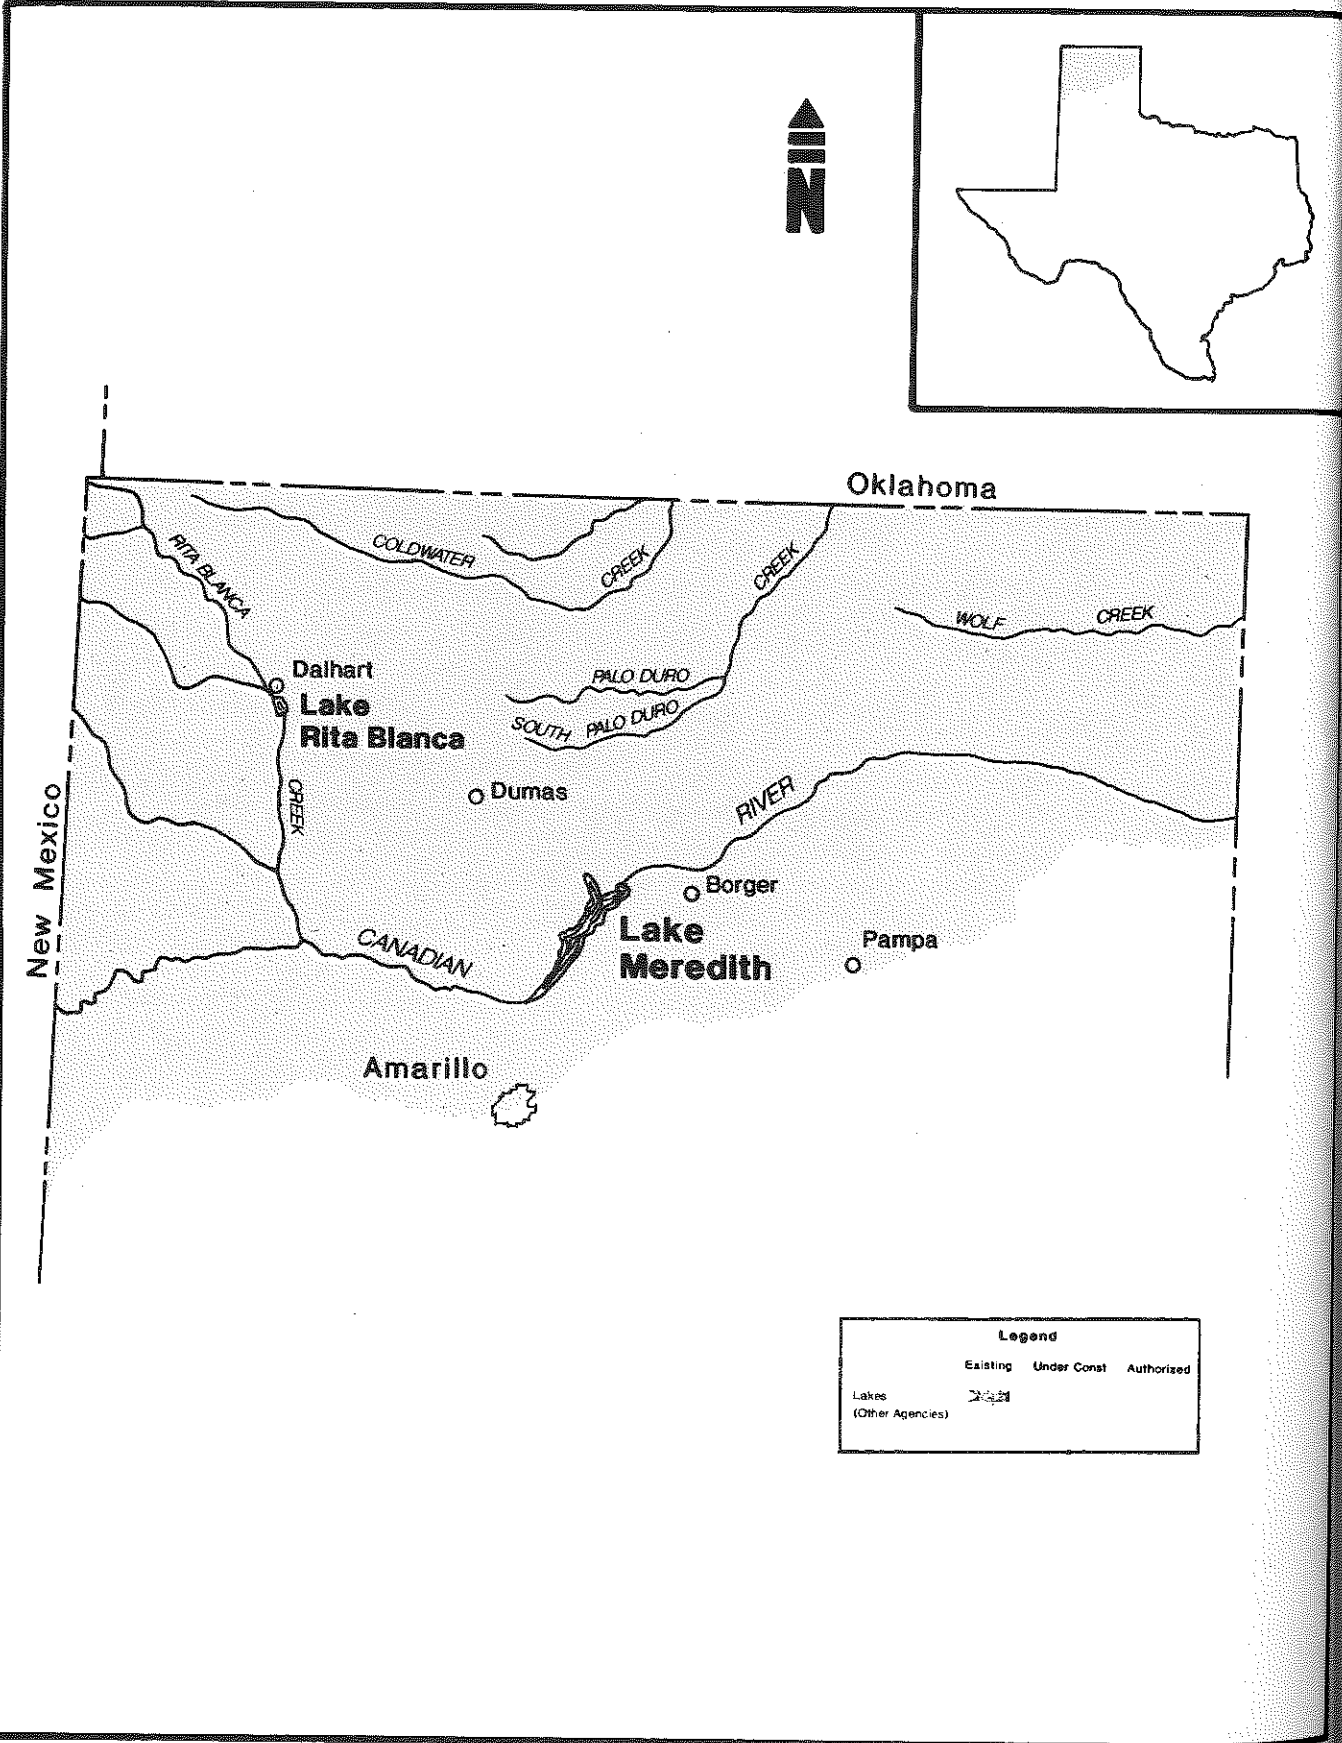 N
Oklahoma
COLDWATER
CREEK
CREEK
RITA BLANCA
WOLF
CREEK
Dalhart
PALO DURO
Lake
Rita Blanca
SOUTH PALO DURO
CREEK
Dumas
RIVER
New Mexico
Borger
Lake
Meredith
CANADIAN
Pampa
Amarillo
Legend
Existing Under Const Authorized
Lakes
(Other Agencies)